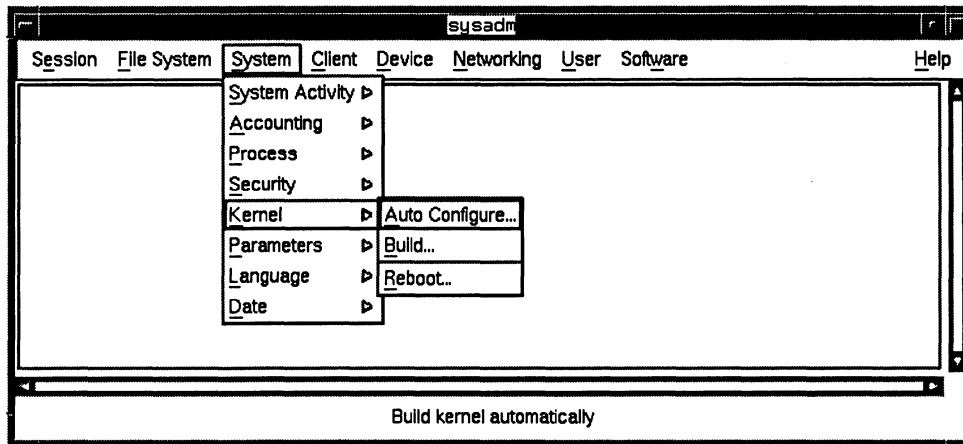 sysadm
Session File System System Client Device Networking User Software Help
System Activity
Accounting
Process
Security
Kernel
Auto Configure...
Parameters
Build...
Language
Reboot...
Date
Build kernel automatically